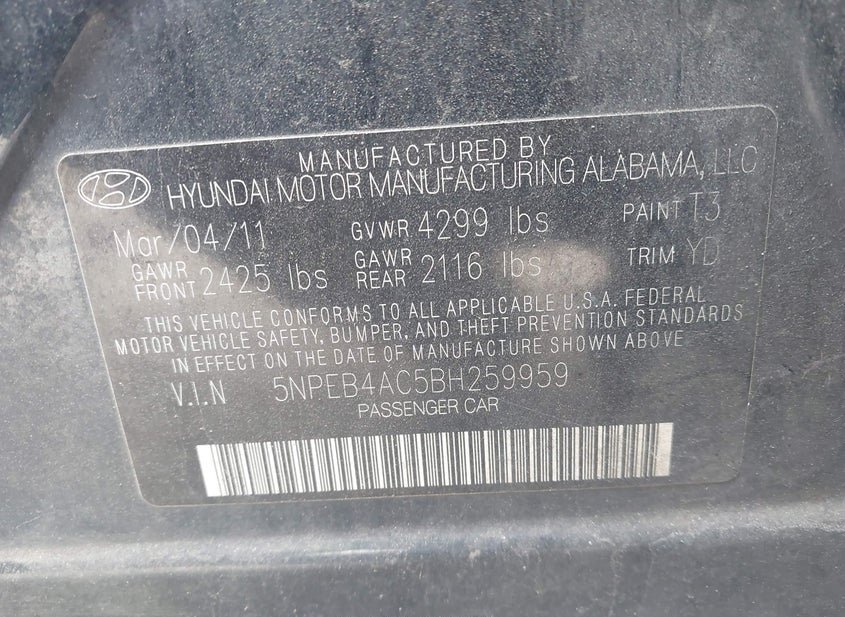 MANUFACTURED BY
HYUNDAI MOTOR MANUFACTURING ALABAMA, LLC
Mar/04/11 GVWR 4299 lbs PAINT T3
GAWR FRONT 2425 lbs GAWR REAR 2116 lbs TRIM YD
THIS VEHICLE CONFORMS TO ALL APPLICABLE U.S.A. FEDERAL
MOTOR VEHICLE SAFETY, BUMPER, AND THEFT PREVENTION STANDARDS
IN EFFECT ON THE DATE OF MANUFACTURE SHOWN ABOVE.
V.I.N 5NPEB4AC5BH259959
PASSENGER CAR